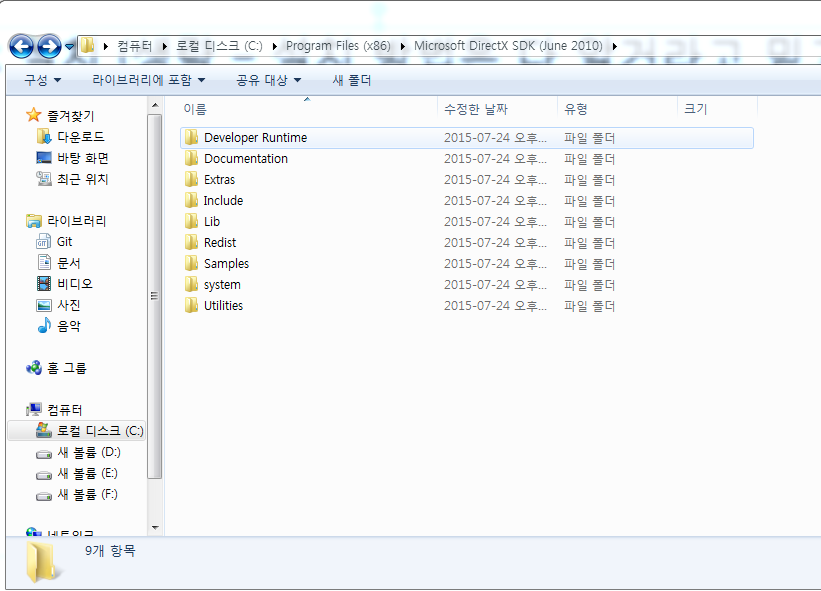 컴퓨터 로컬 디스크 (C:) Program Files (x86) Microsoft DirectX SDK (June 2010)
구성 라이브러리에 포함 공유 대상 새 폴더
즐겨찾기
다운로드
바탕 화면
최근 위치
라이브러리
Git
문서
비디오
사진
음악
홈 그룹
컴퓨터
로컬 디스크 (C:)
새 볼륨 (D:)
새 볼륨 (E:)
새 볼륨 (F:)
네트워크
이름 수정한 날짜 유형 크기
Developer Runtime 2015-07-24 오후... 파일 폴더
Documentation 2015-07-24 오후... 파일 폴더
Extras 2015-07-24 오후... 파일 폴더
Include 2015-07-24 오후... 파일 폴더
Lib 2015-07-24 오후... 파일 폴더
Redist 2015-07-24 오후... 파일 폴더
Samples 2015-07-24 오후... 파일 폴더
system 2015-07-24 오후... 파일 폴더
Utilities 2015-07-24 오후... 파일 폴더
9개 항목